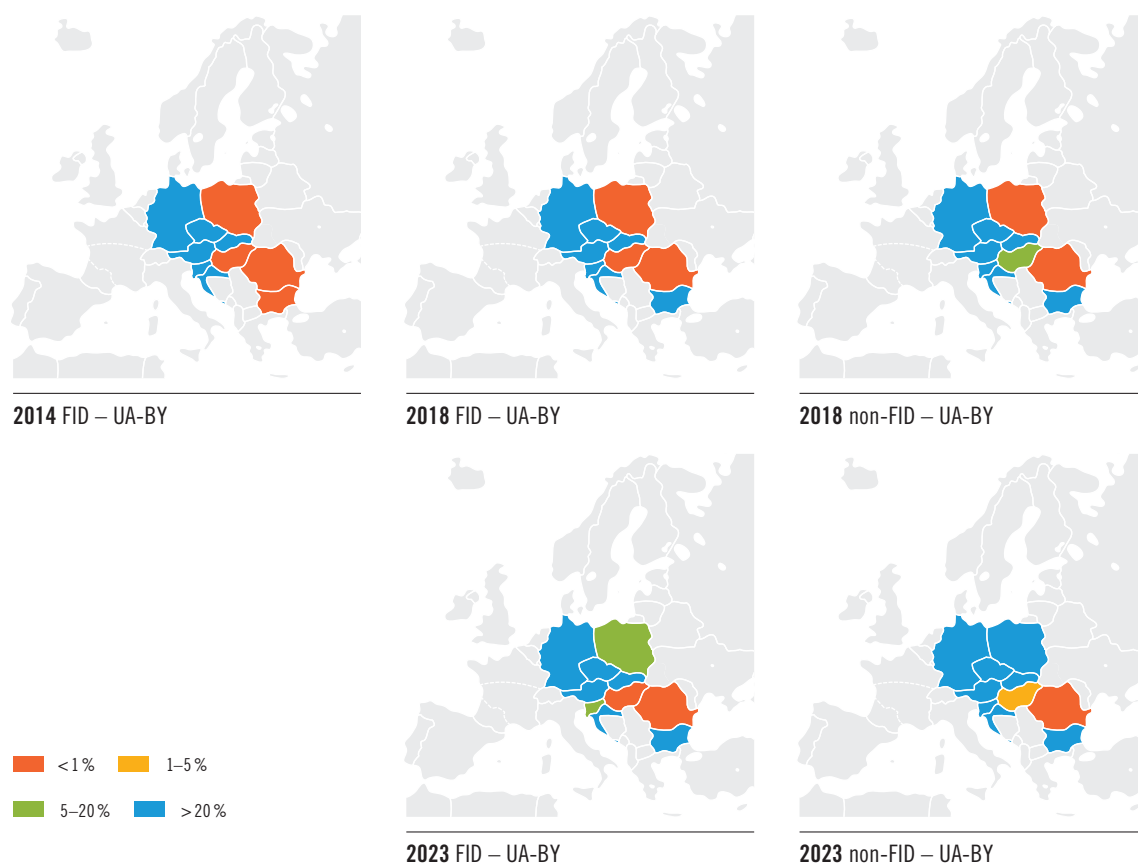 2014 FID – UA-BY
2018 FID – UA-BY
2018 non-FID – UA-BY
<1 %
1–5 %
5–20 %
>20 %
2023 FID – UA-BY
2023 non-FID – UA-BY